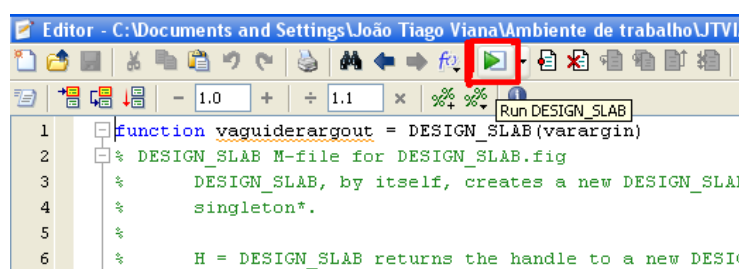 Editor - C:\Documents and Settings\João Tiago Viana\Ambiente de trabalho\JTVI
1.0 1.1
Run DESIGN_SLAB
1 function vaguiderargout = DESIGN_SLAB(varargin)
2 % DESIGN_SLAB M-file for DESIGN_SLAB.fig
3 % DESIGN_SLAB, by itself, creates a new DESIGN_SLA
4 % singleton*.
5 %
6 % H = DESIGN_SLAB returns the handle to a new DESIG